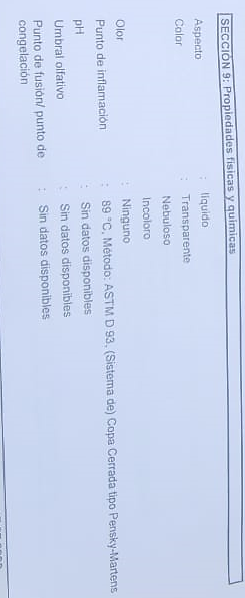 SECCIÓN 9: Propiedades físicas y químicas
Aspecto : líquido
Color : Transparente
Nebuloso
Incoloro
Olor : Ninguno
Punto de inflamación : 89 °C, Método: ASTM D 93, (Sistema de) Copa Cerrada tipo Pensky-Martens
pH : Sin datos disponibles
Umbral olfativo : Sin datos disponibles
Punto de fusión/ punto de : Sin datos disponibles
congelación